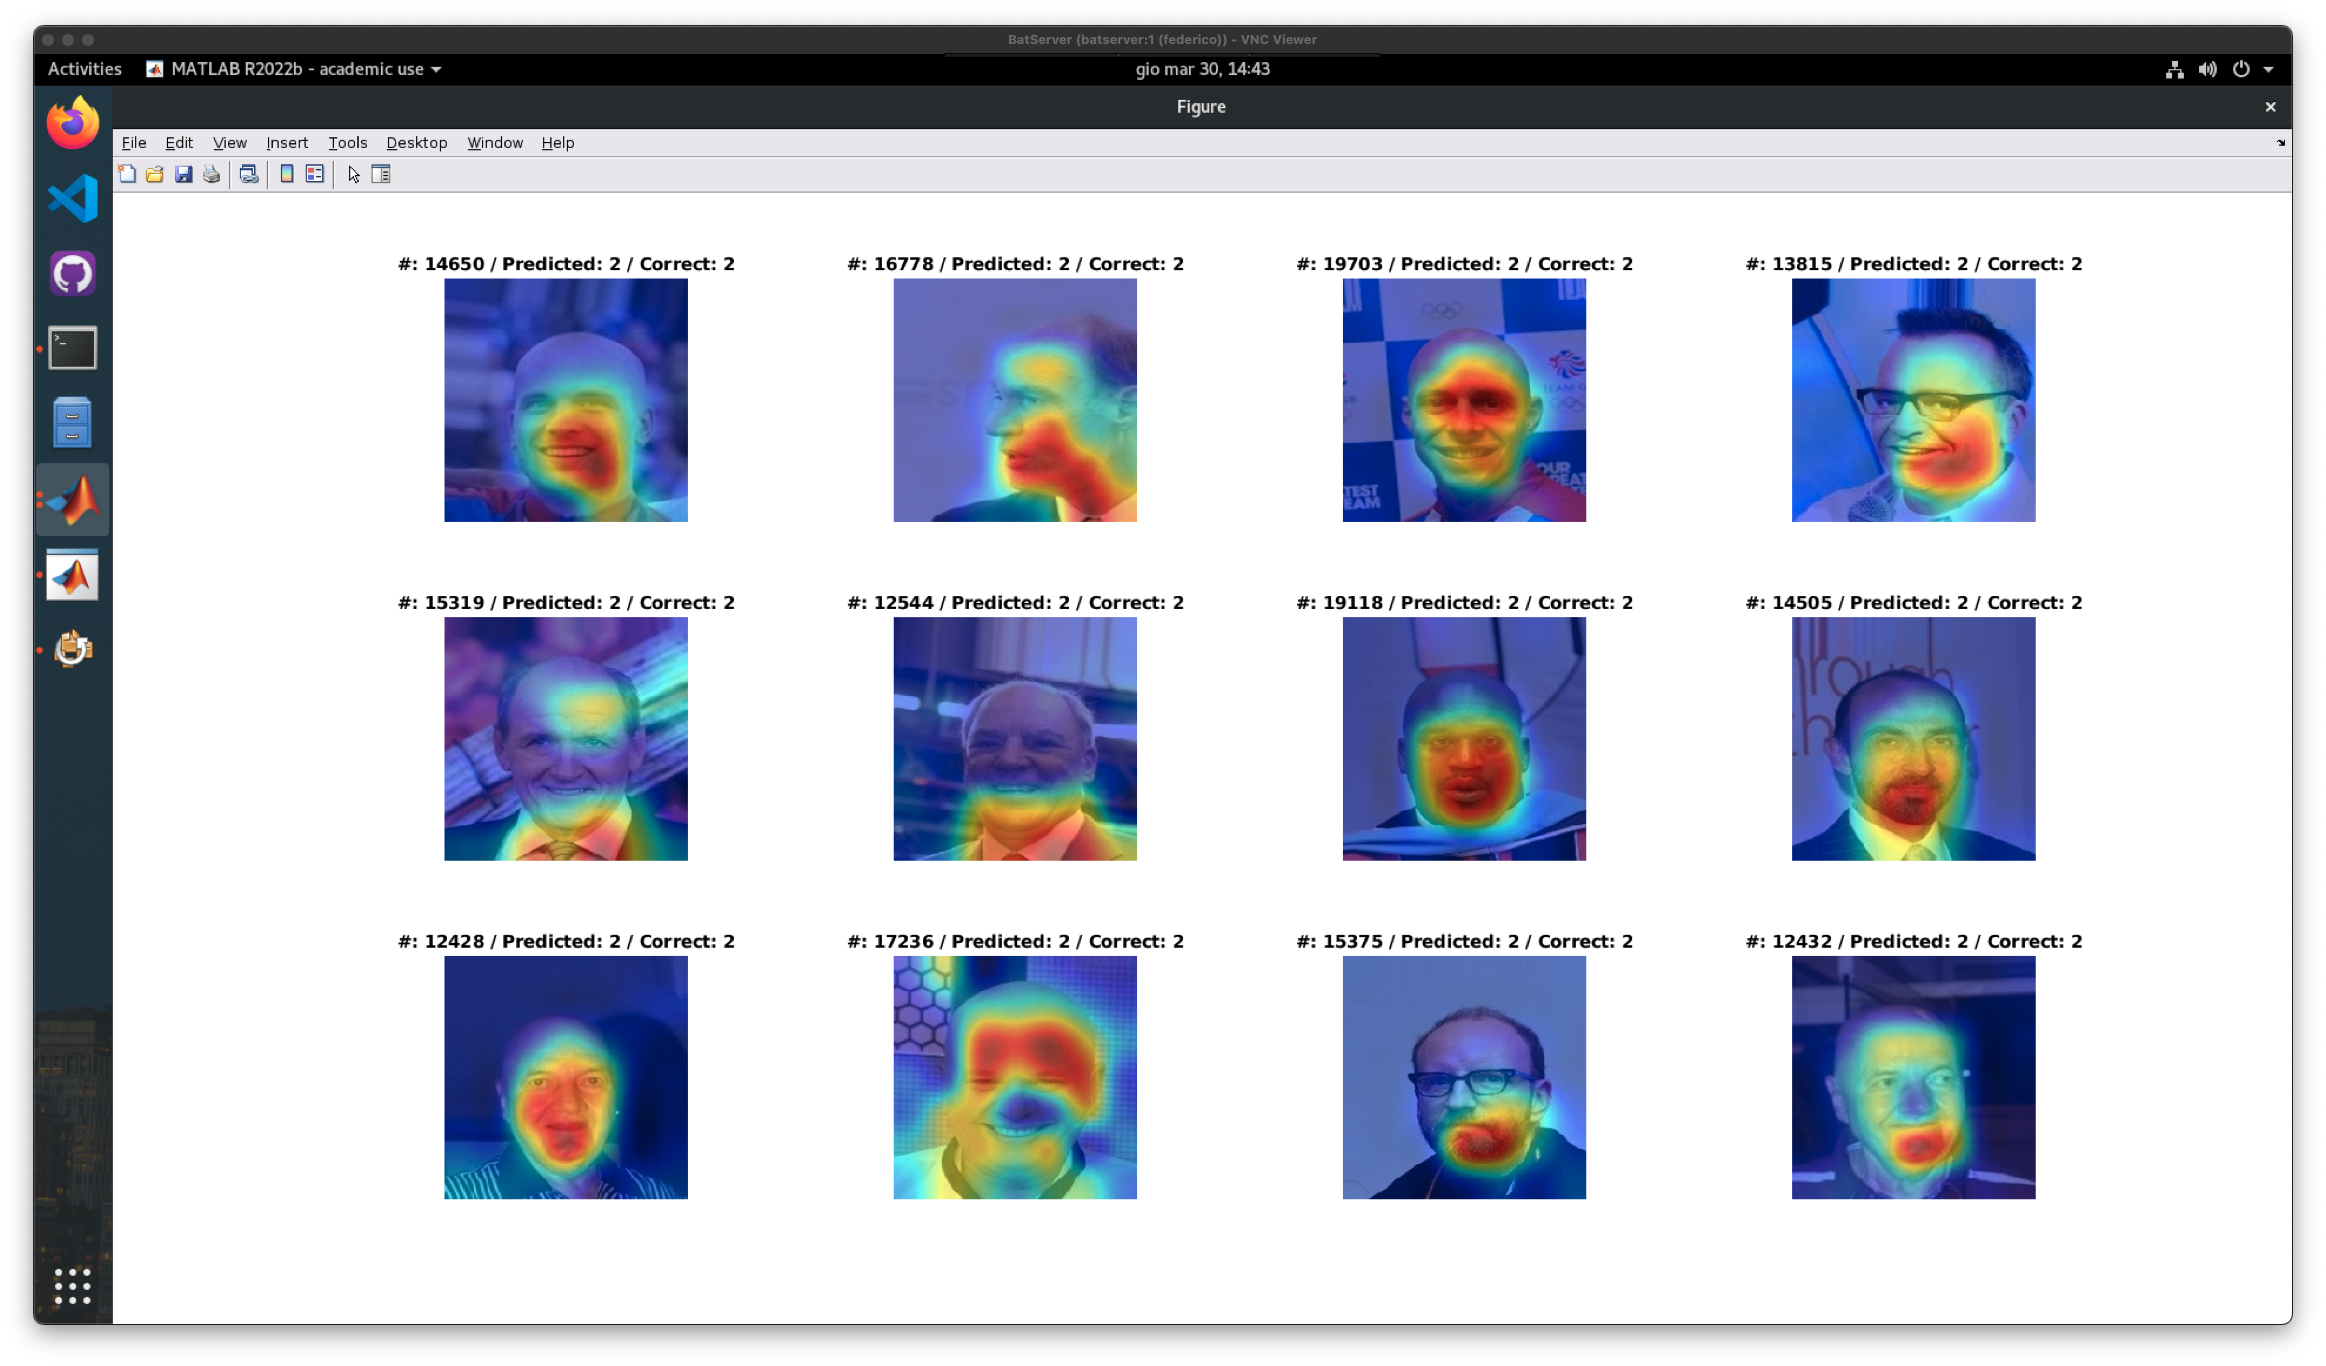 BatServer (batserver:1 (federico)) - VNC Viewer
Activities MATLAB R2022b - academic use gio mar 30, 14:43
Figure
File Edit View Insert Tools Desktop Window Help
#: 14650 / Predicted: 2 / Correct: 2 #: 16778 / Predicted: 2 / Correct: 2 #: 19703 / Predicted: 2 / Correct: 2 #: 13815 / Predicted: 2 / Correct: 2
TEAM
TEAM
#: 15319 / Predicted: 2 / Correct: 2 #: 12544 / Predicted: 2 / Correct: 2 #: 19118 / Predicted: 2 / Correct: 2 #: 14505 / Predicted: 2 / Correct: 2
rough
#: 12428 / Predicted: 2 / Correct: 2 #: 17236 / Predicted: 2 / Correct: 2 #: 15375 / Predicted: 2 / Correct: 2 #: 12432 / Predicted: 2 / Correct: 2